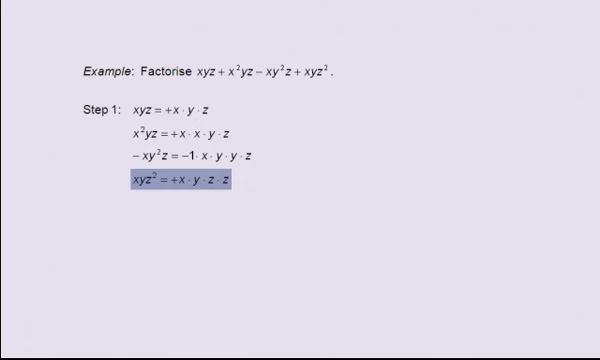 Example: Factorise xyz + x²yz – xy²z + xyz².
Step 1: xyz = +x · y · z
x²yz = +x · x · y · z
– xy²z = –1 · x · y · y · z
xyz² = +x · y · z · z